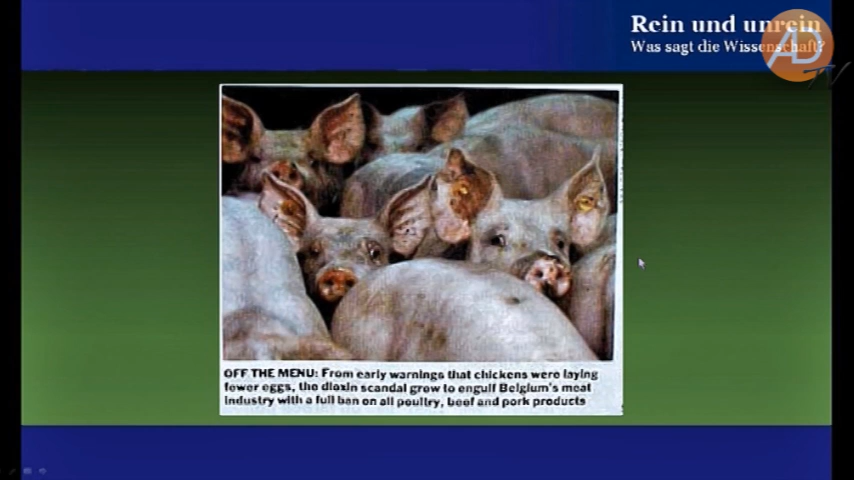 Rein und unrein
Was sagt die Wissenschaft?
AD
TV
OFF THE MENU: From early warnings that chickens were laying
fewer eggs, the dioxin scandal grew to engulf Belgium's meat
industry with a full ban on all poultry, beef and pork products